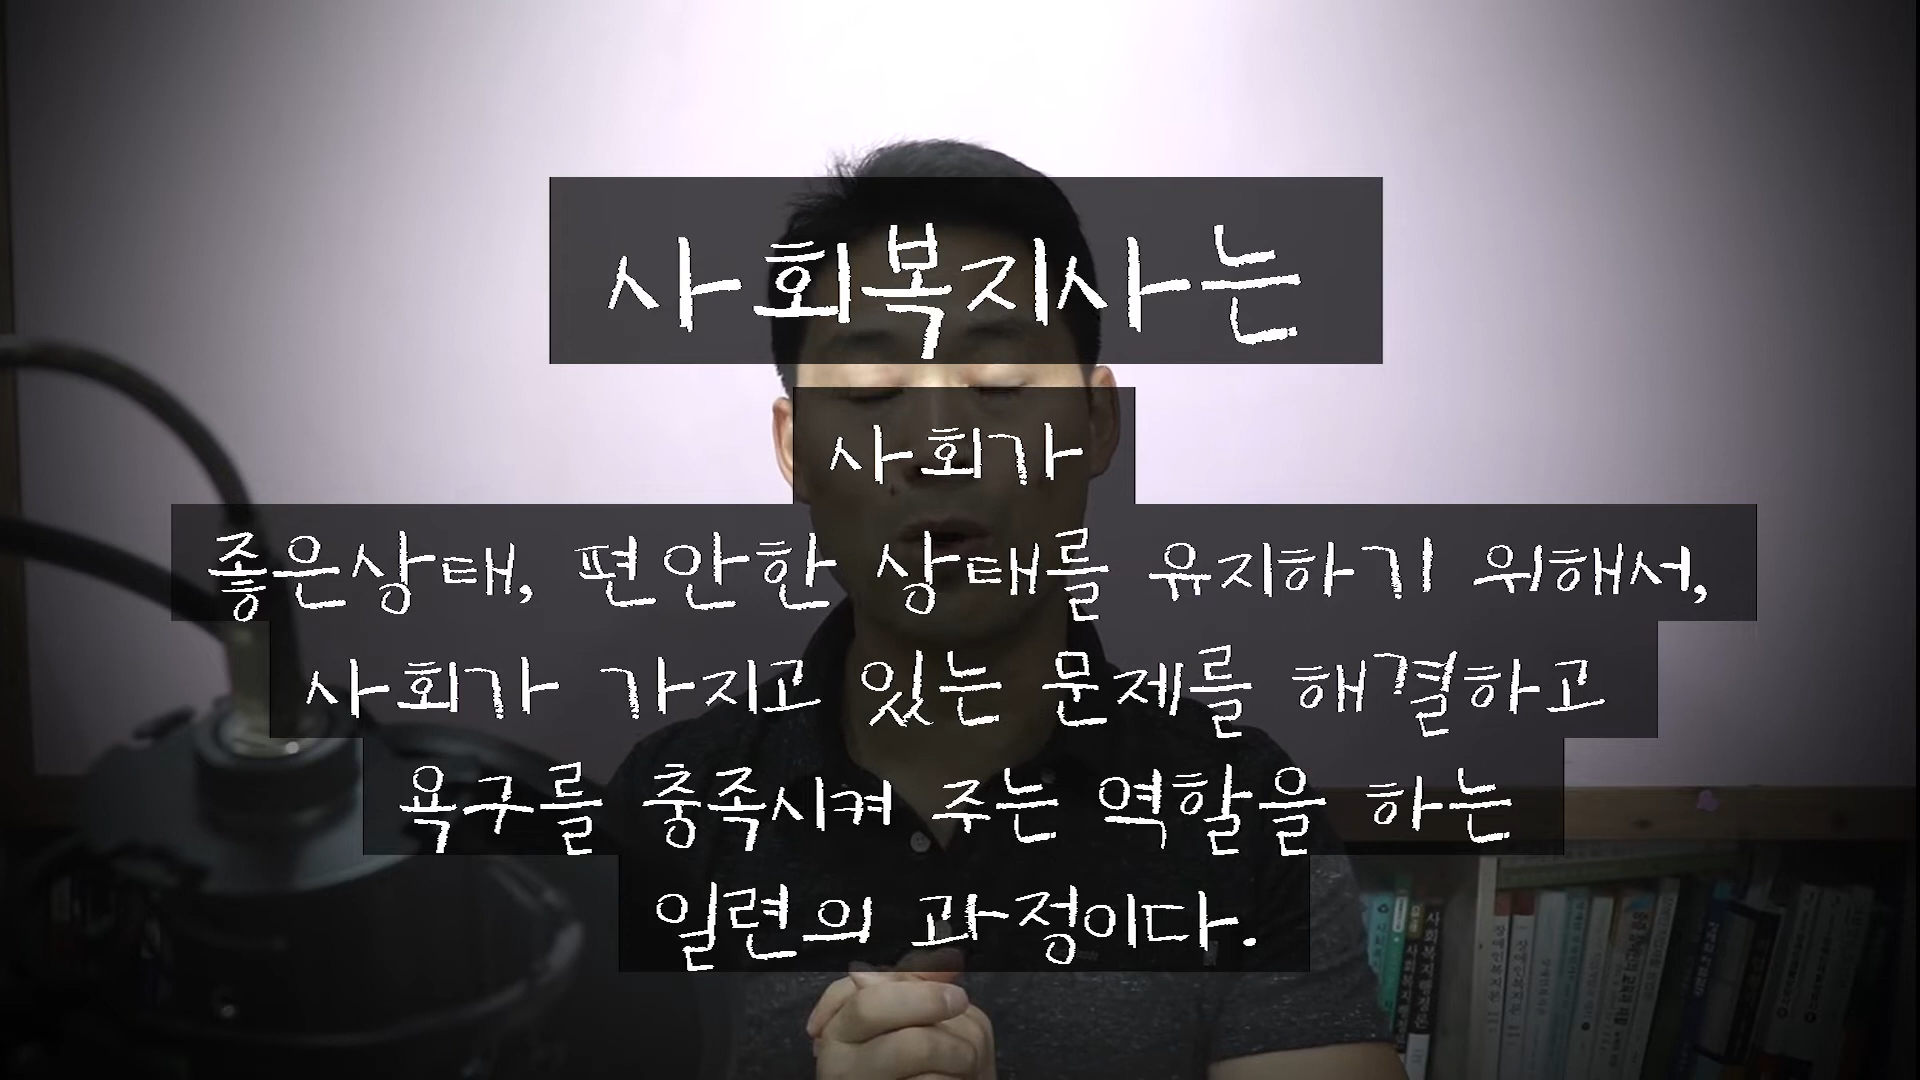 사회복지사는
사회가
좋은상태, 편안한 상태를 유지하기 위해서,
사회가 가지고 있는 문제를 해결하고
욕구를 충족시켜 주는 역할을 하는
일련의 과정이다.